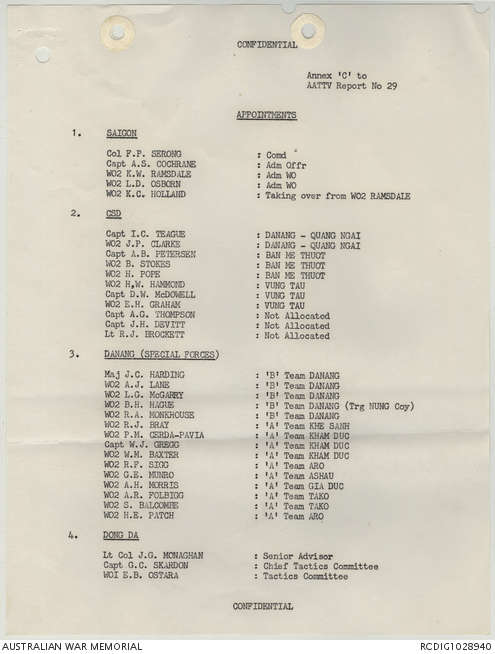 CONFIDENTIAL
Annex 'C' to
AATTV Report No 29
APPOINTMENTS
1. SAIGON
Col F.P. SERONG : Comd
Capt A.S. COCHRANE : Adm Offr
WO2 K.W. RAMSDALE : Adm WO
WO2 L.D. OSBORN : Adm WO
WO2 K.C. HOLLAND : Taking over from WO2 RAMSDALE
2. CSD
Capt I.C. TEAGUE : DANANG - QUANG NGAI
WO2 J.P. CLARKE : DANANG - QUANG NGAI
Capt A.B. PETERSEN : BAN ME THUOT
WO2 B. STOKES : BAN ME THUOT
WO2 H. POPE : BAN ME THUOT
WO2 H.W. HAMMOND : VUNG TAU
Capt D.W. McDOWELL : VUNG TAU
WO2 E.H. GRAHAM : VUNG TAU
Capt A.G. THOMPSON : Not Allocated
Capt J.H. DEVITT : Not Allocated
Lt R.J. BROCKETT : Not Allocated
3. DANANG (SPECIAL FORCES)
Maj J.C. HARDING : 'B' Team DANANG
WO2 A.J. LANE : 'B' Team DANANG
WO2 L.G. McGARRY : 'B' Team DANANG
WO2 B.H. HAGUE : 'B' Team DANANG (Trg NUNG Coy)
WO2 R.A. MONKHOUSE : 'B' Team DANANG
WO2 R.J. BRAY : 'A' Team KHE SANH
WO2 P.M. CERDA-PAVIA : 'A' Team KHAM DUC
Capt W.J. GREGG : 'A' Team KHAM DUC
WO2 W.M. BAXTER : 'A' Team KHAM DUC
WO2 R.F. SIGG : 'A' Team ARO
WO2 G.E. MUNRO : 'A' Team ASHAU
WO2 A.H. MORRIS : 'A' Team GIA DUC
WO2 A.R. FOLBIGG : 'A' Team TAKO
WO2 S. BALCOMBE : 'A' Team TAKO
WO2 H.E. PATCH : 'A' Team ARO
4. DONG DA
Lt Col J.G. MONAGHAN : Senior Advisor
Capt G.C. SKARDON : Chief Tactics Committee
WOI E.B. OSTARA : Tactics Committee
CONFIDENTIAL
AUSTRALIAN WAR MEMORIAL RCDIG1028940